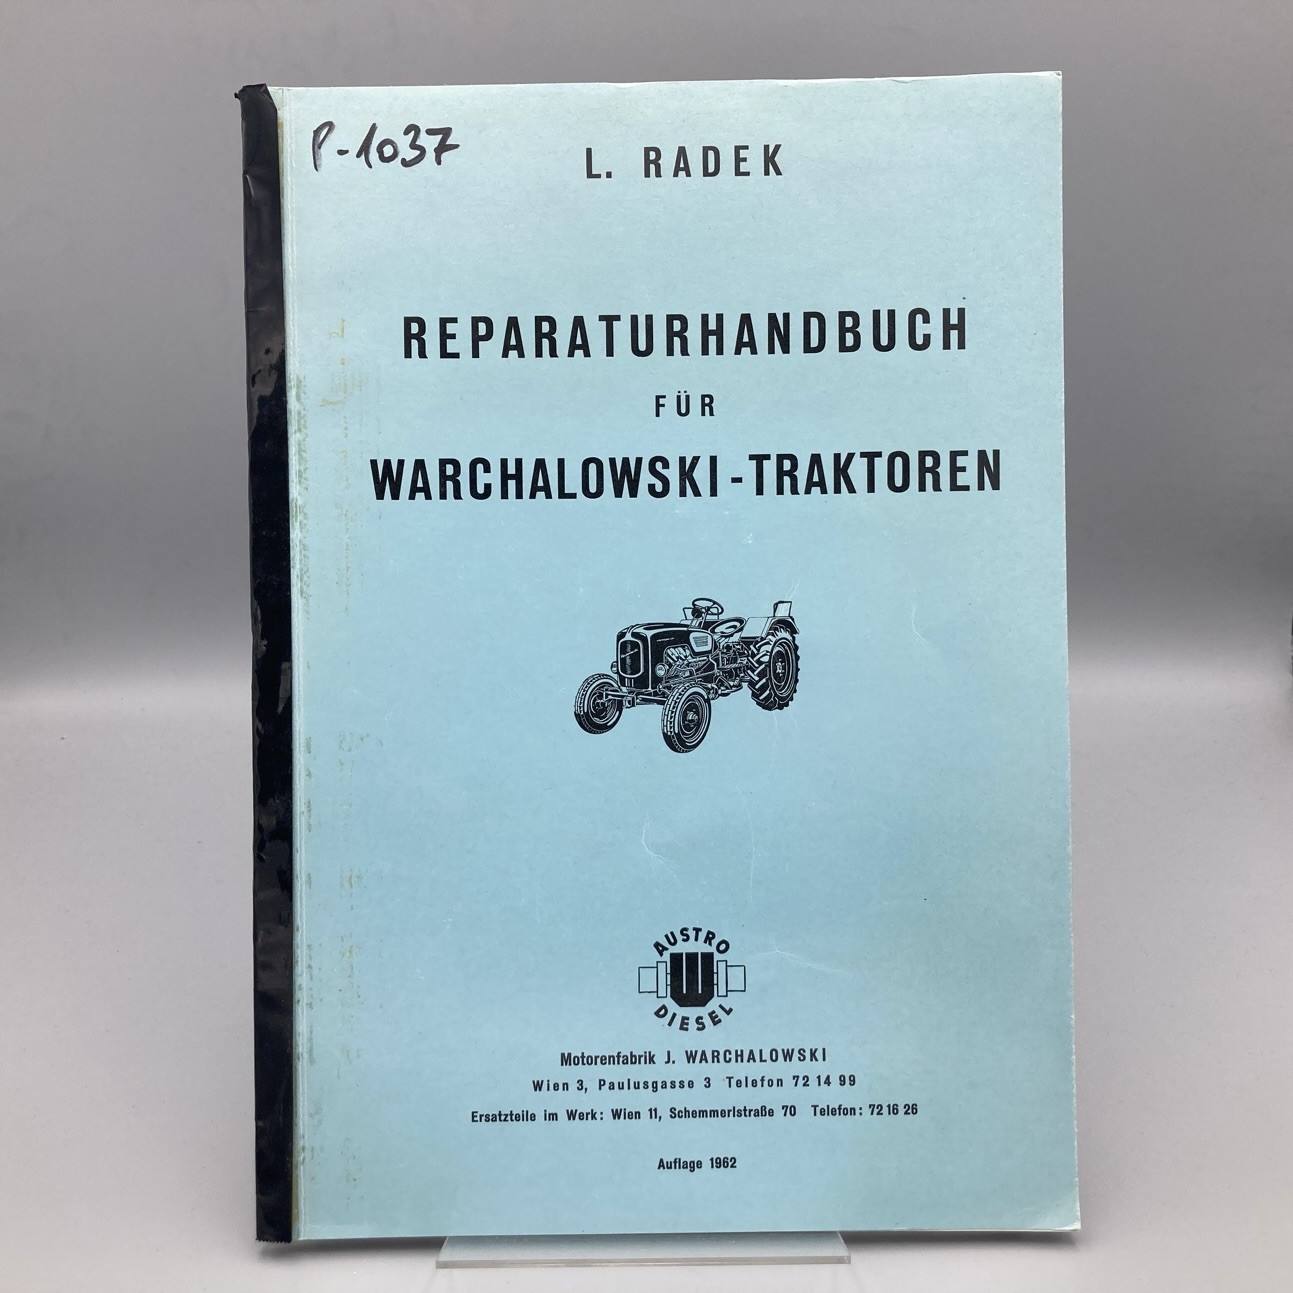 P-1037
L. RADEK
REPARATURHANDBUCH
FÜR
WARCHALOWSKI-TRAKTOREN
AUSTRO
W
DIESEL
Motorenfabrik J. WARCHALOWSKI
Wien 3, Paulusgasse 3 Telefon 72 14 99
Ersatzteile im Werk: Wien 11, Schemmerlstraße 70 Telefon: 72 16 26
Auflage 1962